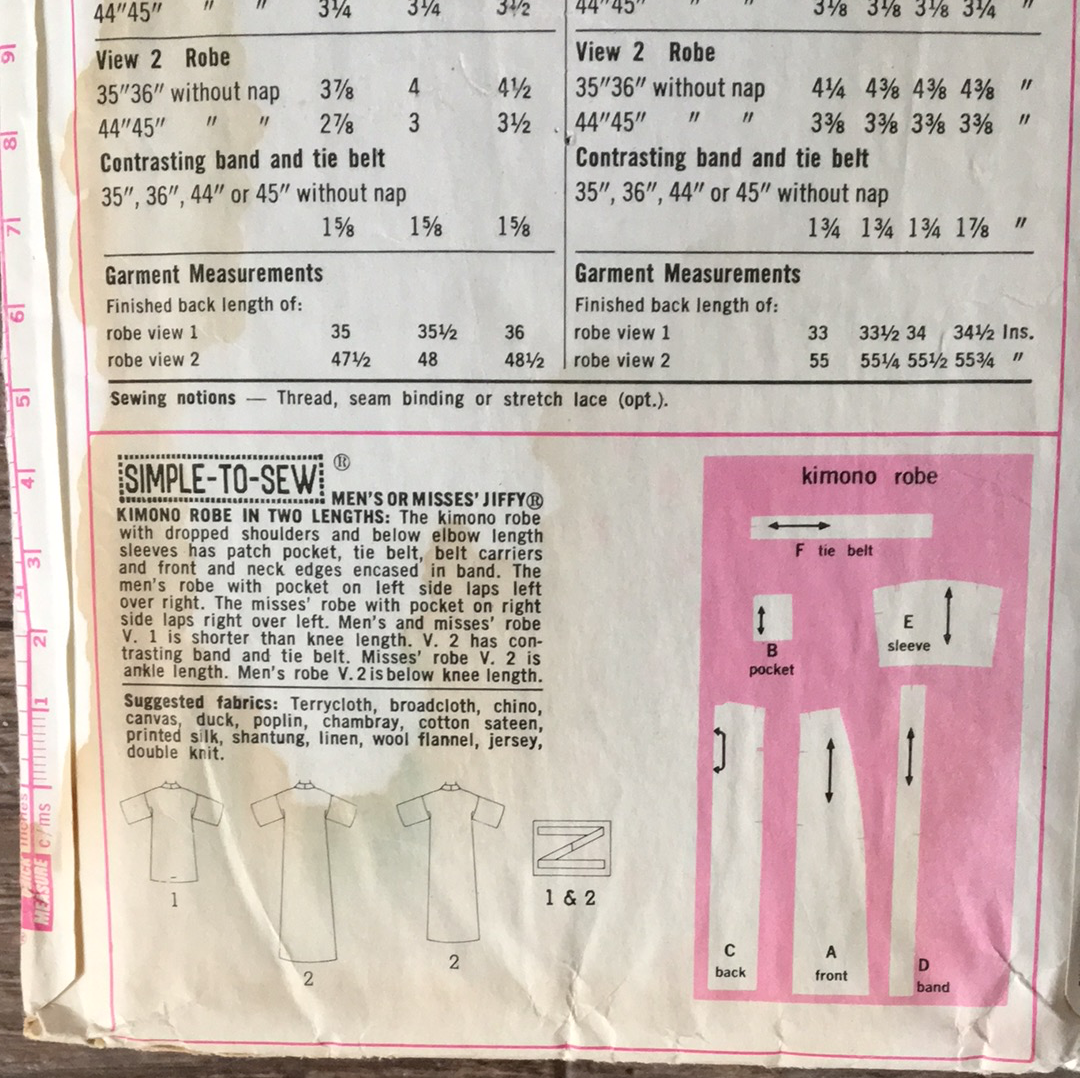 44″45″ ″ ″ 3¼ 3¼ 3½
View 2 Robe
35″36″ without nap 3⅞ 4 4½
44″45″ ″ ″ 2⅞ 3 3½
Contrasting band and tie belt
35″, 36″, 44″ or 45″ without nap
1⅝ 1⅝ 1⅝
Garment Measurements
Finished back length of:
robe view 1 35 35½ 36
robe view 2 47½ 48 48½
44″45″ ″ ″ 3⅛ 3⅛ 3⅛ 3¼ ″
View 2 Robe
35″36″ without nap 4¼ 4⅜ 4⅜ 4⅜ ″
44″45″ ″ ″ 3⅜ 3⅜ 3⅜ 3⅜ ″
Contrasting band and tie belt
35″, 36″, 44″ or 45″ without nap
1¾ 1¾ 1¾ 1⅞ ″
Garment Measurements
Finished back length of:
robe view 1 33 33½ 34 34½ Ins.
robe view 2 55 55¼ 55½ 55¾ ″
Sewing notions — Thread, seam binding or stretch lace (opt.).
SIMPLE-TO-SEW®
MEN'S OR MISSES' JIFFY®
KIMONO ROBE IN TWO LENGTHS: The kimono robe
with dropped shoulders and below elbow length
sleeves has patch pocket, tie belt, belt carriers
and front and neck edges encased in band. The
men's robe with pocket on left side laps left
over right. The misses' robe with pocket on right
side laps right over left. Men's and misses' robe
V. 1 is shorter than knee length. V. 2 has con-
trasting band and tie belt. Misses' robe V. 2 is
ankle length. Men's robe V. 2 is below knee length.
Suggested fabrics: Terrycloth, broadcloth, chino,
canvas, duck, poplin, chambray, cotton sateen,
printed silk, shantung, linen, wool flannel, jersey,
double knit.
1
2
2
1 & 2
kimono robe
F tie belt
B
pocket
E
sleeve
C
back
A
front
D
band
9
8
7
6
5
4
3
2
1
inches
MEASURE c/ms